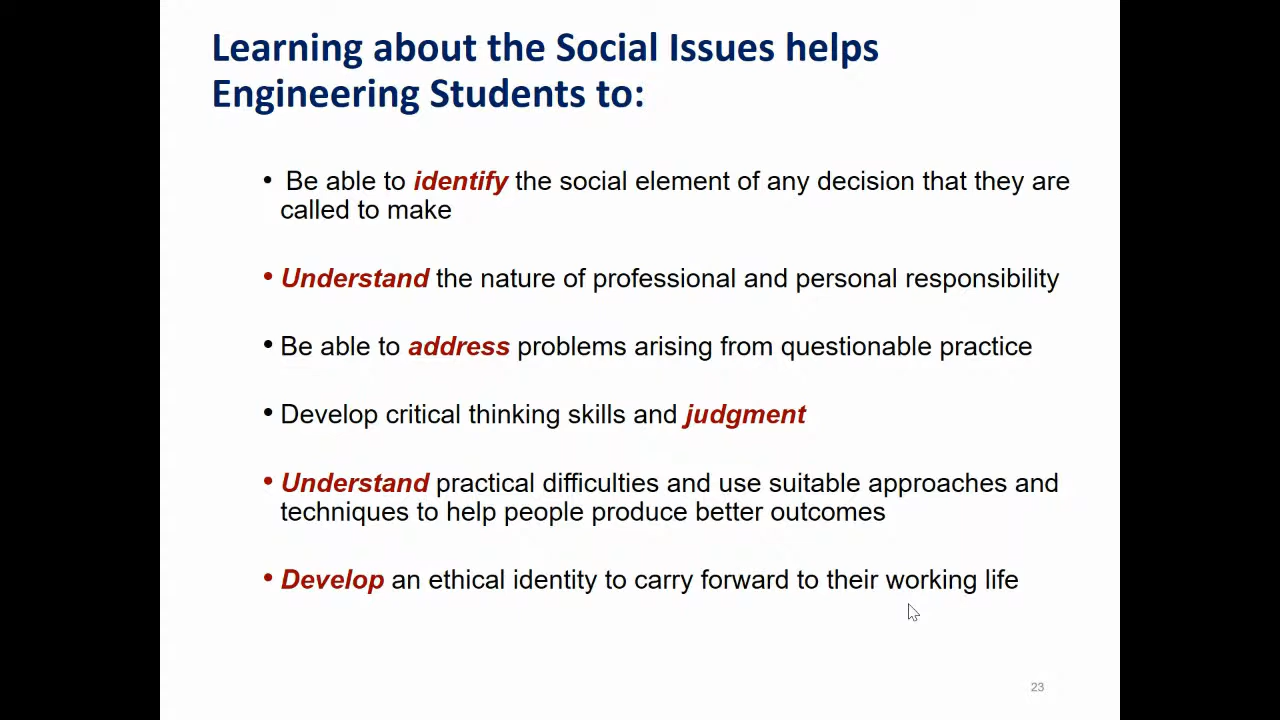 Learning about the Social Issues helps
Engineering Students to:
• Be able to identify the social element of any decision that they are
called to make
• Understand the nature of professional and personal responsibility
• Be able to address problems arising from questionable practice
• Develop critical thinking skills and judgment
• Understand practical difficulties and use suitable approaches and
techniques to help people produce better outcomes
• Develop an ethical identity to carry forward to their working life
23